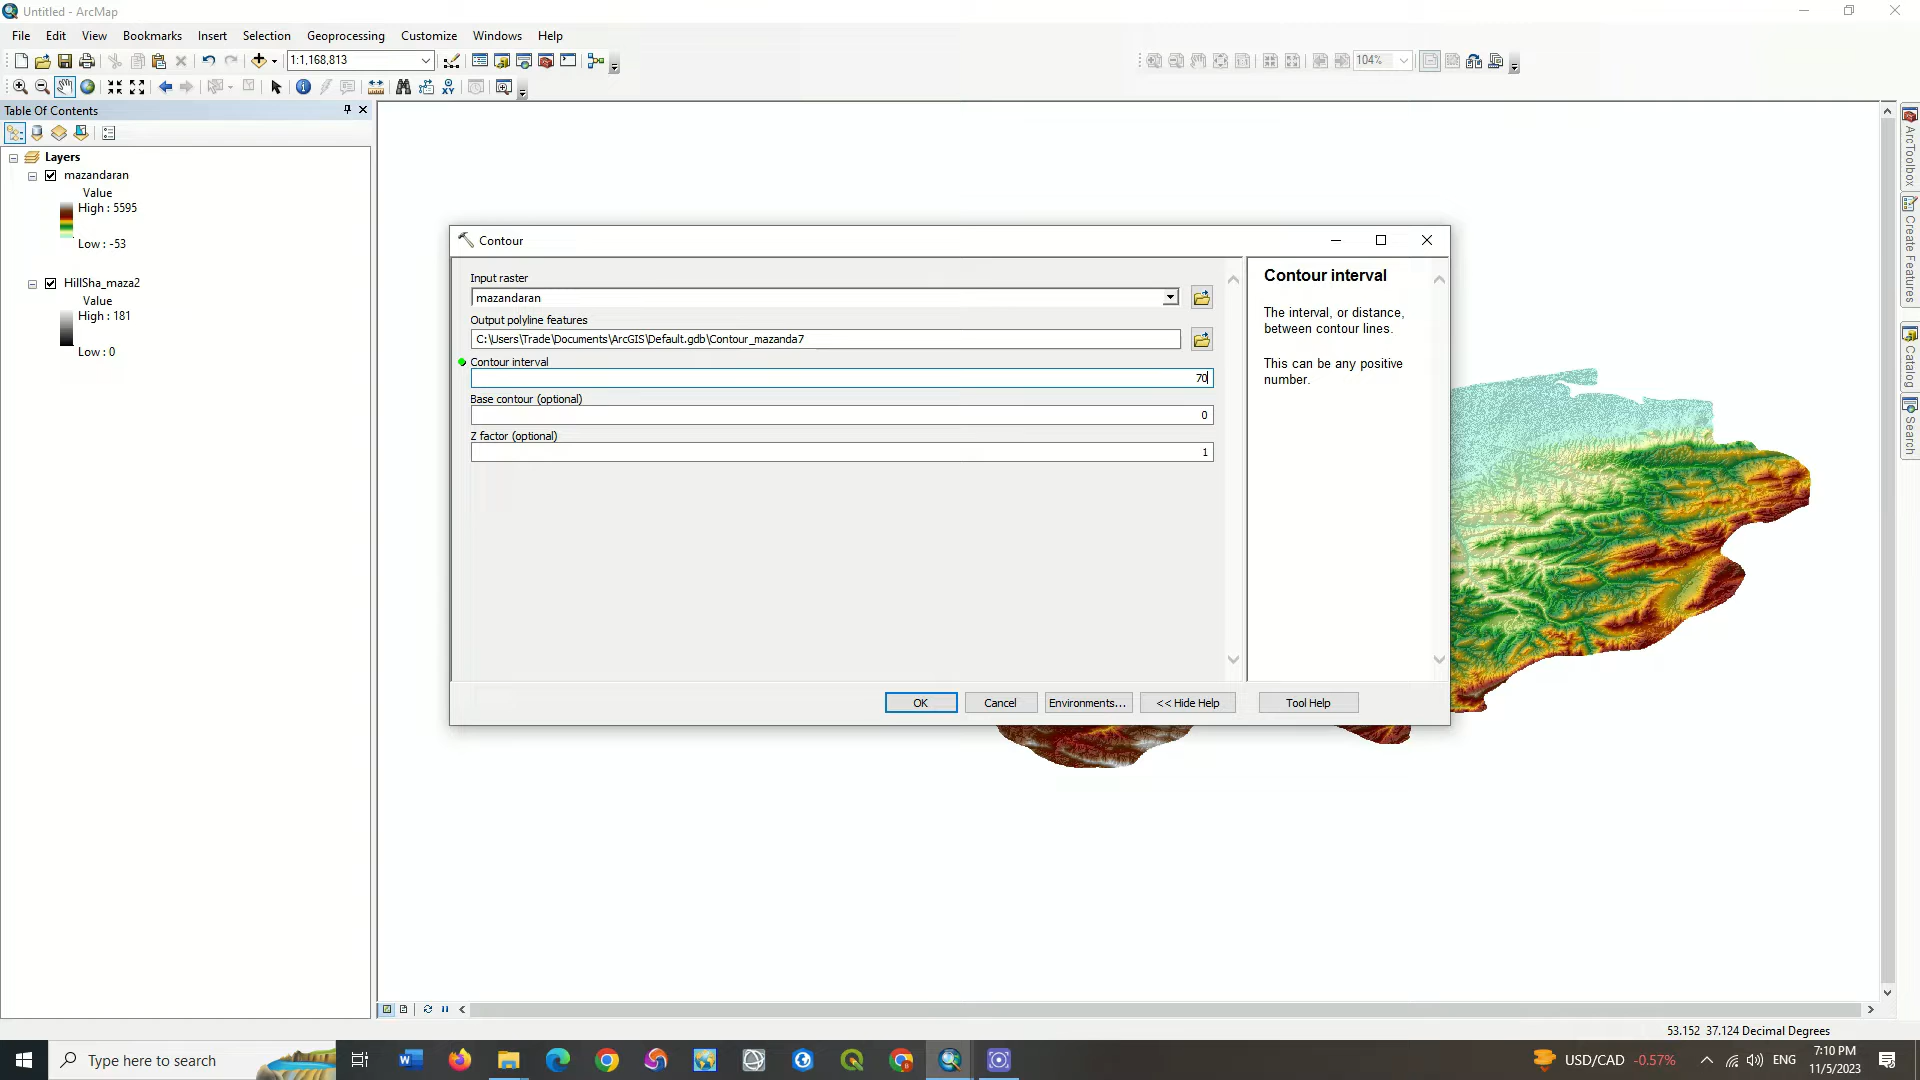 Untitled - ArcMap
File Edit View Bookmarks Insert Selection Geoprocessing Customize Windows Help
1:1,168,813
104%
Table Of Contents
Layers
mazandaran
Value
High : 5595
Low : -53
HillSha_maza2
Value
High : 181
Low : 0
Contour
Input raster
mazandaran
Output polyline features
C:\Users\Trade\Documents\ArcGIS\Default.gdb\Contour_mazanda7
Contour interval
70
Base contour (optional)
0
Z factor (optional)
1
OK Cancel Environments... << Hide Help Tool Help
Contour interval
The interval, or distance,
between contour lines.
This can be any positive
number.
ArcToolbox
Create Features
Catalog
Search
53.152 37.124 Decimal Degrees
Type here to search
USD/CAD -0.57%
ENG
7:10 PM
11/5/2023